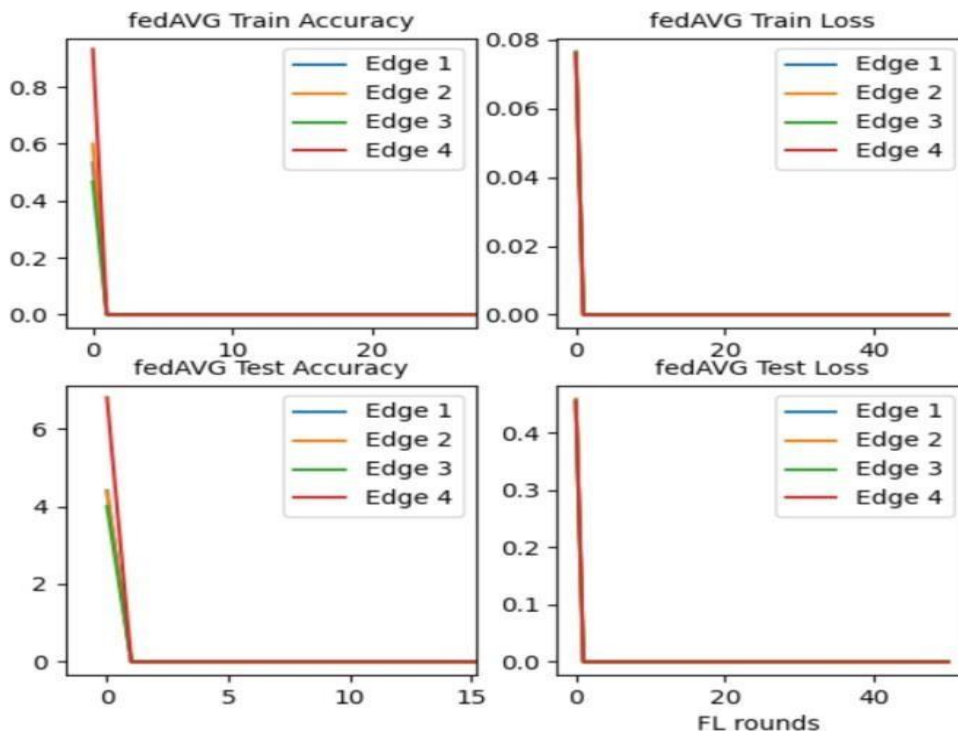 fedAVG Train Accuracy
0.8
0.6
0.4
0.2
0.0
0 10 20
Edge 1
Edge 2
Edge 3
Edge 4
fedAVG Train Loss
0.08
0.06
0.04
0.02
0.00
0 20 40
Edge 1
Edge 2
Edge 3
Edge 4
fedAVG Test Accuracy
6
4
2
0
0 5 10 15
Edge 1
Edge 2
Edge 3
Edge 4
fedAVG Test Loss
0.4
0.3
0.2
0.1
0.0
0 20 40
Edge 1
Edge 2
Edge 3
Edge 4
FL rounds